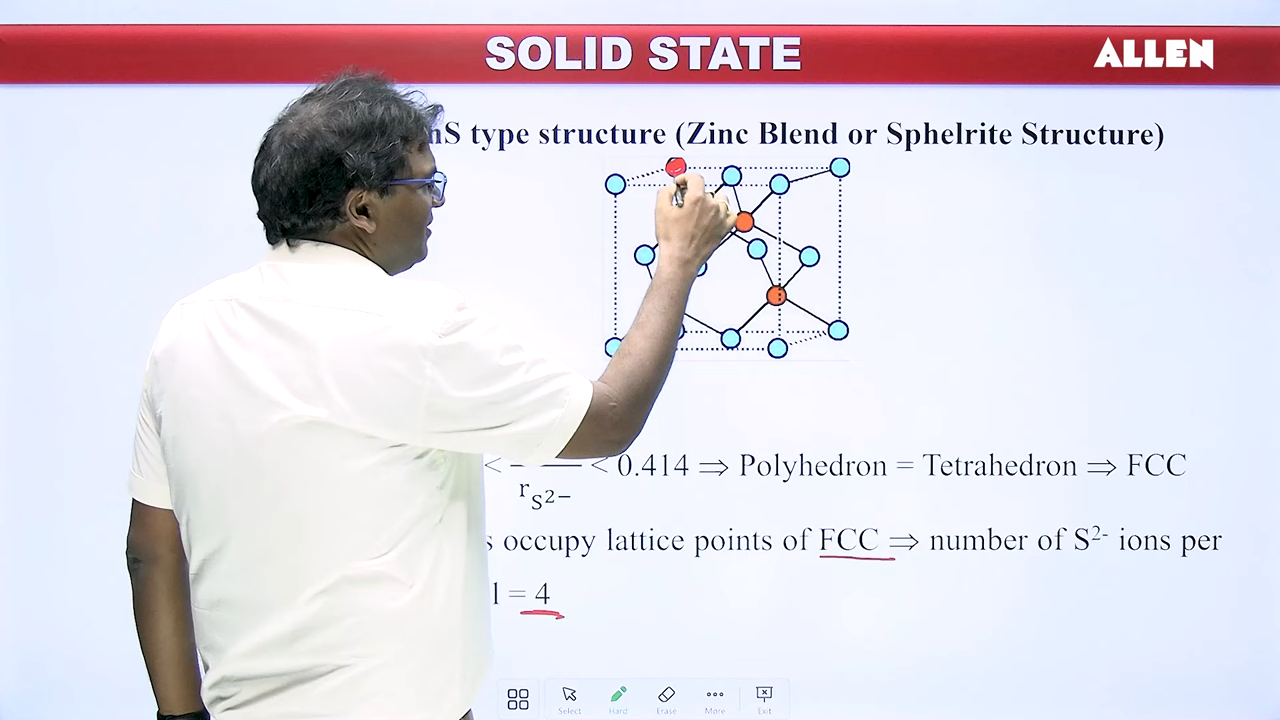 SOLID STATE
ALLEN
nS type structure (Zinc Blend or Sphelrite Structure)
< r_S²⁻ < 0.414 ⇒ Polyhedron = Tetrahedron ⇒ FCC
s occupy lattice points of FCC ⇒ number of S²⁻ ions per
l = 4
Select Hard Erase More Exit